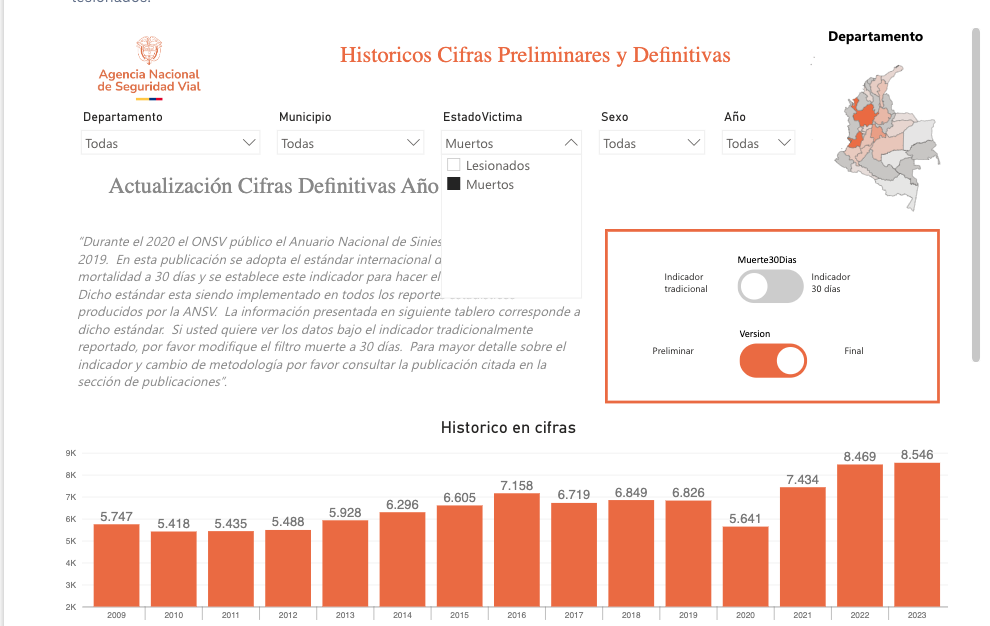 lesionados.
Departamento
Historicos Cifras Preliminares y Definitivas
Agencia Nacional
de Seguridad Vial
Departamento
Municipio
EstadoVictima
Sexo
Año
Todas
Todas
Muertos
Todas
Todas
Lesionados
Muertos
Actualización Cifras Definitivas Año
“Durante el 2020 el ONSV público el Anuario Nacional de Sinies
2019. En esta publicación se adopta el estándar internacional d
mortalidad a 30 días y se establece este indicador para hacer el
Dicho estándar esta siendo implementado en todos los reporte
producidos por la ANSV. La información presentada en siguiente tablero corresponde a
dicho estándar. Si usted quiere ver los datos bajo el indicador tradicionalmente
reportado, por favor modifique el filtro muerte a 30 días. Para mayor detalle sobre el
indicador y cambio de metodología por favor consultar la publicación citada en la
sección de publicaciones”.
Muerte30Dias
Indicador
tradicional
Indicador
30 días
Version
Preliminar
Final
Historico en cifras
9K
8K
7K
6K
5K
4K
3K
2K
5.747
5.418
5.435
5.488
5.928
6.296
6.605
7.158
6.719
6.849
6.826
5.641
7.434
8.469
8.546
2009
2010
2011
2012
2013
2014
2015
2016
2017
2018
2019
2020
2021
2022
2023